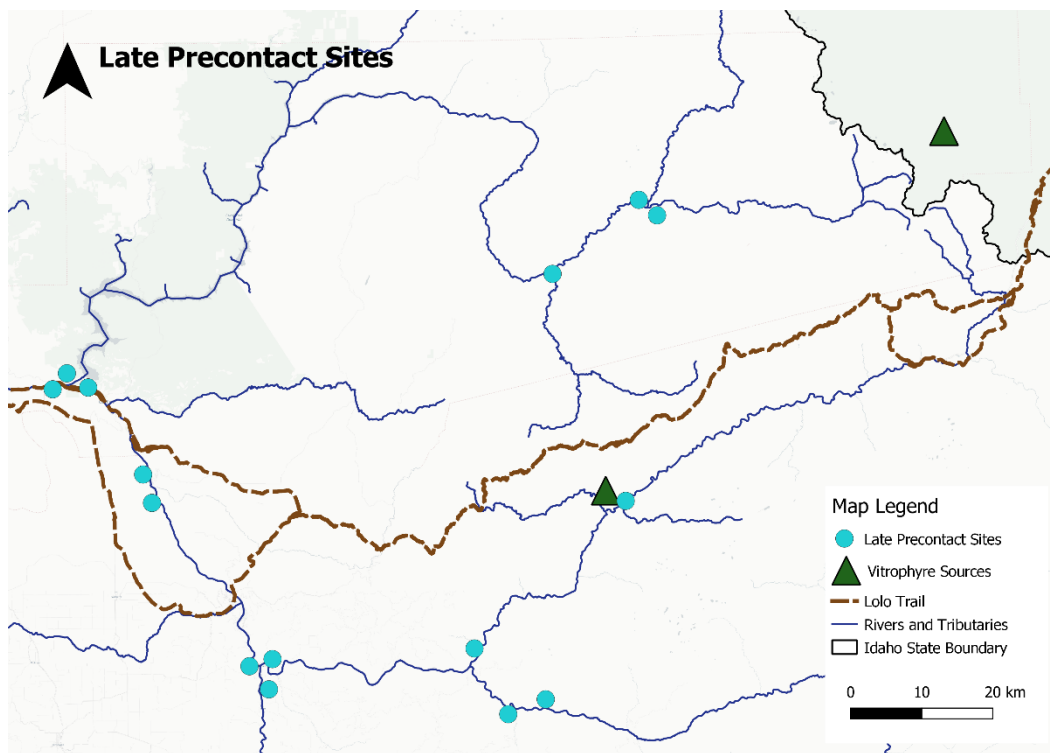 Late Precontact Sites
Map Legend
Late Precontact Sites
Vitrophyre Sources
Lolo Trail
Rivers and Tributaries
Idaho State Boundary
0 10 20 km